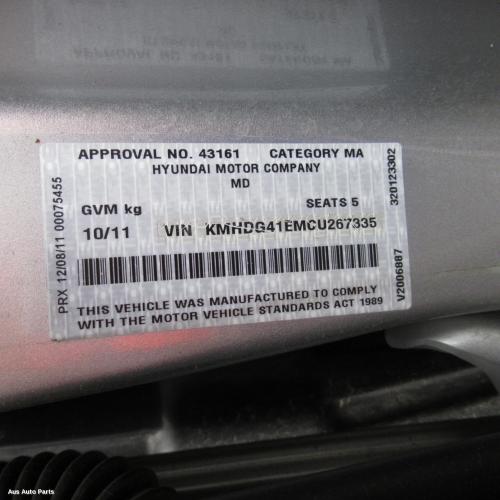 APPROVAL NO. 43161 CATEGORY MA
HYUNDAI MOTOR COMPANY
MD
GVM kg SEATS 5
10/11 VIN KMHDG41EMCU267335
THIS VEHICLE WAS MANUFACTURED TO COMPLY
WITH THE MOTOR VEHICLE STANDARDS ACT 1989
PRX 12/08/11 00075455
320123302
V2006887
Aus Auto Parts